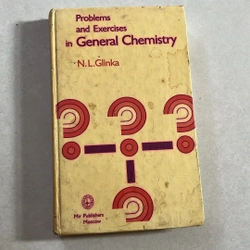 Problems
and Exercises
in General Chemistry
N.L.Glinka
Mir Publishers
Moscow